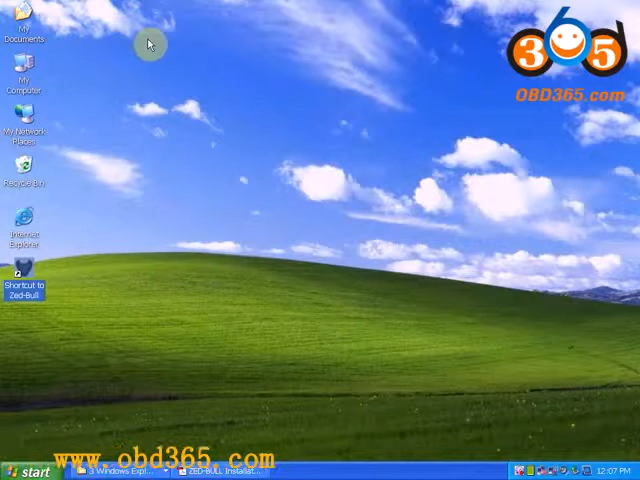 My
Documents
My
Computer
My Network
Places
Recycle Bin
Internet
Explorer
Shortcut to
Zed-Bull
365
OBD365.com
start
3 Windows Expl...
ZED-BULL Installat...
12:07 PM
www.obd365.com